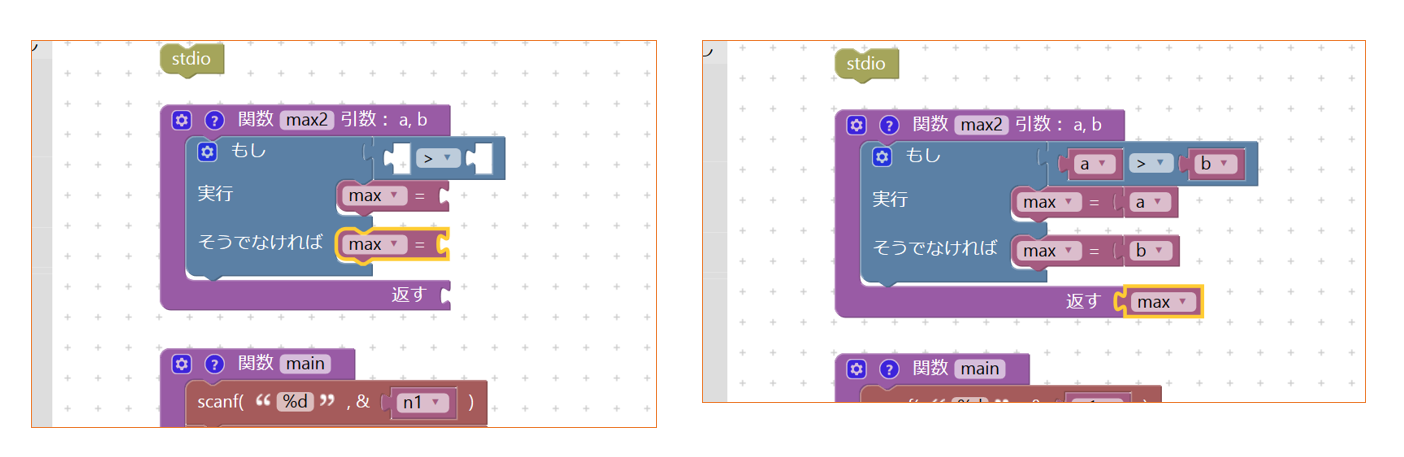 stdio
? 関数 max2 引数： a, b
もし >
実行 max =
そうでなければ max =
返す
? 関数 main
scanf( “ %d ” , & n1 )
stdio
? 関数 max2 引数： a, b
もし a > b
実行 max = a
そうでなければ max = b
返す max
? 関数 main